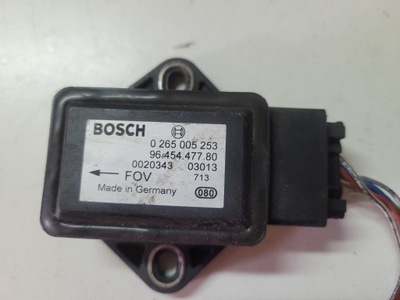 BOSCH
0 265 005 253
96.454.477.80
0020343 03013
FOV 713
Made in Germany 080